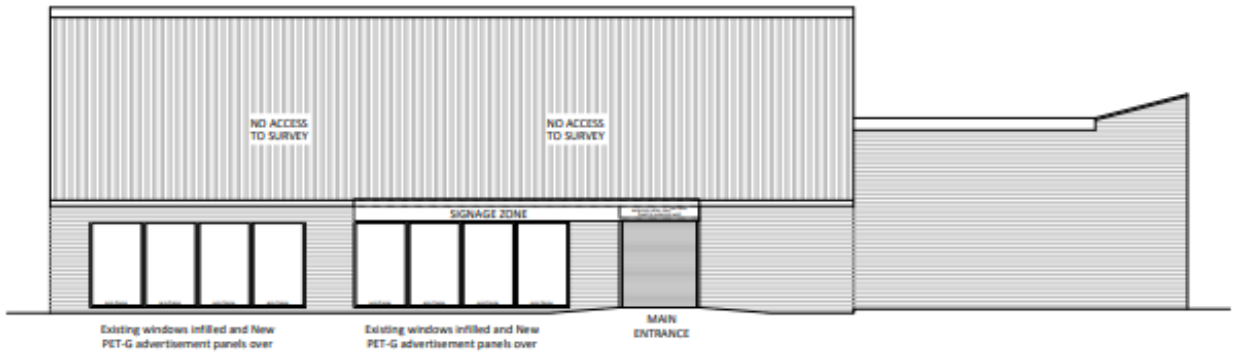 NO ACCESS
TO SURVEY
NO ACCESS
TO SURVEY
SIGNAGE ZONE
Existing windows infilled and New
PET-G advertisement panels over
Existing windows infilled and New
PET-G advertisement panels over
MAIN
ENTRANCE